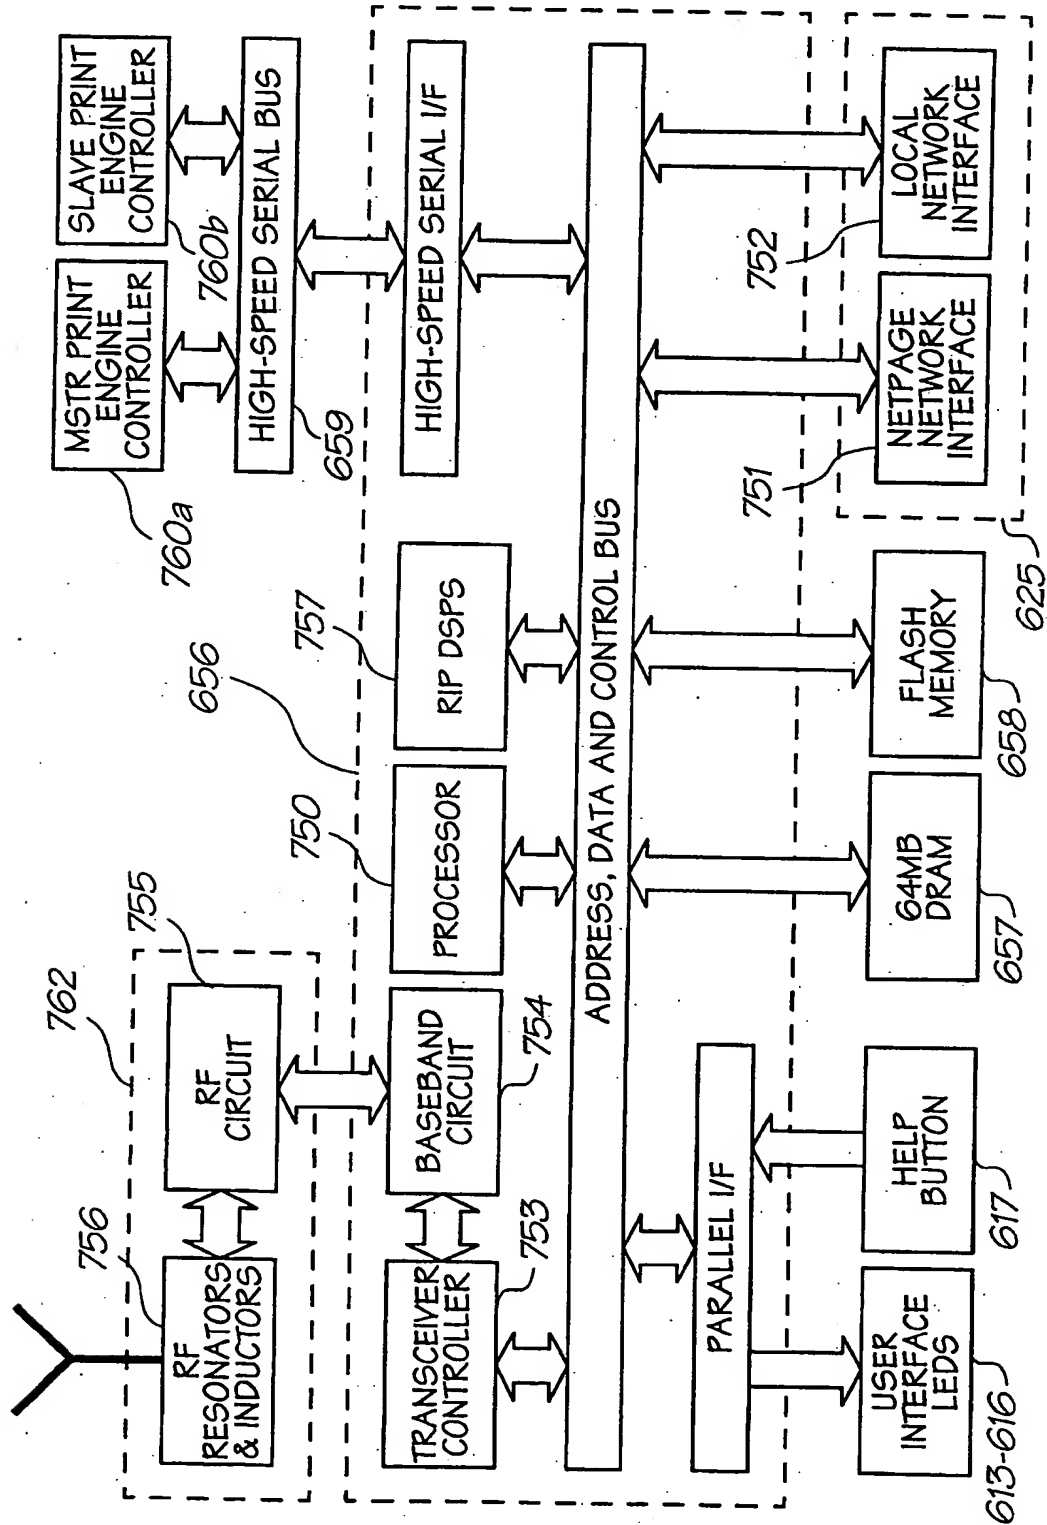 762
756
RF
RESONATORS
& INDUCTORS
755
RF
CIRCUIT
MSTR PRINT
ENGINE
CONTROLLER
760a
SLAVE PRINT
ENGINE
CONTROLLER
760b
HIGH-SPEED SERIAL BUS
659
656
TRANSCEIVER
CONTROLLER
753
BASEBAND
CIRCUIT
754
750
PROCESSOR
757
RIP DSPS
HIGH-SPEED SERIAL I/F
ADDRESS, DATA AND CONTROL BUS
PARALLEL I/F
751
752
USER
INTERFACE
LEDS
613-616
HELP
BUTTON
617
64MB
DRAM
657
FLASH
MEMORY
658
NETPAGE
NETWORK
INTERFACE
LOCAL
NETWORK
INTERFACE
625